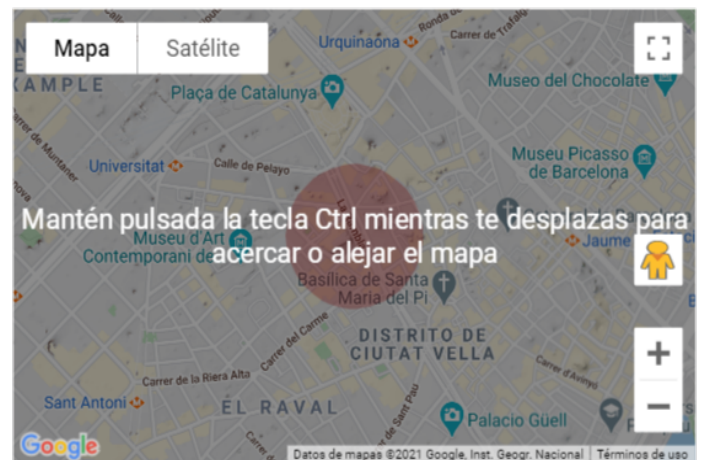 Mapa
Satélite
Urquinaona
Ronda d
Carrer de Trafalg
N
E
XAMPLE
Plaça de Catalunya
Museo del Chocolate
Carrer de Muntaner
Universitat
Calle de Pelayo
Museu Picasso
de Barcelona
Mantén pulsada la tecla Ctrl mientras te desplazas para
acercar o alejar el mapa
Museu d'Art
Contemporani de
Jaume
Basílica de Santa
Maria del Pi
DISTRITO DE
CIUTAT VELLA
Carrer del Carme
Carrer de la Riera Alta
Carrer d'Avinyó
Sant Antoni
EL RAVAL
de Sant Pau
Palacio Güell
Google
Datos de mapas ©2021 Google, Inst. Geogr. Nacional
Términos de uso